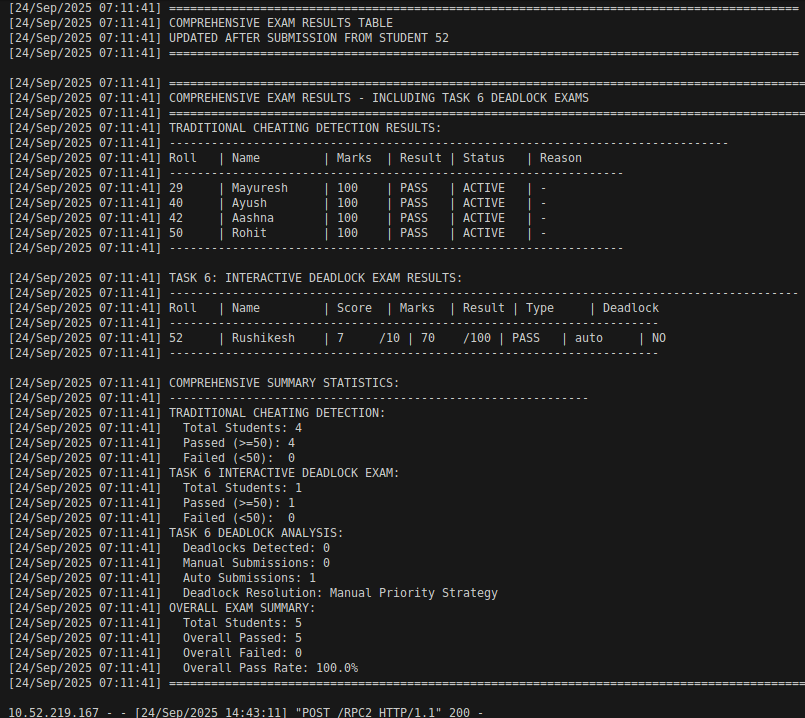 [24/Sep/2025 07:11:41] ==========================================================================================
[24/Sep/2025 07:11:41] COMPREHENSIVE EXAM RESULTS TABLE
[24/Sep/2025 07:11:41] UPDATED AFTER SUBMISSION FROM STUDENT 52
[24/Sep/2025 07:11:41] ==========================================================================================
[24/Sep/2025 07:11:41] ===========================================================================================
[24/Sep/2025 07:11:41] COMPREHENSIVE EXAM RESULTS - INCLUDING TASK 6 DEADLOCK EXAMS
[24/Sep/2025 07:11:41] ===========================================================================================
[24/Sep/2025 07:11:41] TRADITIONAL CHEATING DETECTION RESULTS:
[24/Sep/2025 07:11:41] --------------------------------------------------------------------------------
[24/Sep/2025 07:11:41] Roll   | Name         | Marks  | Result | Status   | Reason
[24/Sep/2025 07:11:41] -----------------------------------------------------------------
[24/Sep/2025 07:11:41] 29     | Mayuresh     | 100    | PASS   | ACTIVE   | -
[24/Sep/2025 07:11:41] 40     | Ayush        | 100    | PASS   | ACTIVE   | -
[24/Sep/2025 07:11:41] 42     | Aashna       | 100    | PASS   | ACTIVE   | -
[24/Sep/2025 07:11:41] 50     | Rohit        | 100    | PASS   | ACTIVE   | -
[24/Sep/2025 07:11:41] -----------------------------------------------------------------
[24/Sep/2025 07:11:41] TASK 6: INTERACTIVE DEADLOCK EXAM RESULTS:
[24/Sep/2025 07:11:41] ------------------------------------------------------------------------------------------
[24/Sep/2025 07:11:41] Roll   | Name         | Score  | Marks  | Result | Type     | Deadlock
[24/Sep/2025 07:11:41] ----------------------------------------------------------------------
[24/Sep/2025 07:11:41] 52     | Rushikesh    | 7     /10 | 70    /100 | PASS   | auto     | NO
[24/Sep/2025 07:11:41] ----------------------------------------------------------------------
[24/Sep/2025 07:11:41] COMPREHENSIVE SUMMARY STATISTICS:
[24/Sep/2025 07:11:41] ------------------------------------------------------------
[24/Sep/2025 07:11:41] TRADITIONAL CHEATING DETECTION:
[24/Sep/2025 07:11:41]   Total Students: 4
[24/Sep/2025 07:11:41]   Passed (>=50): 4
[24/Sep/2025 07:11:41]   Failed (<50):  0
[24/Sep/2025 07:11:41] TASK 6 INTERACTIVE DEADLOCK EXAM:
[24/Sep/2025 07:11:41]   Total Students: 1
[24/Sep/2025 07:11:41]   Passed (>=50): 1
[24/Sep/2025 07:11:41]   Failed (<50):  0
[24/Sep/2025 07:11:41] TASK 6 DEADLOCK ANALYSIS:
[24/Sep/2025 07:11:41]   Deadlocks Detected: 0
[24/Sep/2025 07:11:41]   Manual Submissions: 0
[24/Sep/2025 07:11:41]   Auto Submissions: 1
[24/Sep/2025 07:11:41]   Deadlock Resolution: Manual Priority Strategy
[24/Sep/2025 07:11:41] OVERALL EXAM SUMMARY:
[24/Sep/2025 07:11:41]   Total Students: 5
[24/Sep/2025 07:11:41]   Overall Passed: 5
[24/Sep/2025 07:11:41]   Overall Failed: 0
[24/Sep/2025 07:11:41]   Overall Pass Rate: 100.0%
[24/Sep/2025 07:11:41] ===========================================================================================
10.52.219.167 - - [24/Sep/2025 14:43:11] "POST /RPC2 HTTP/1.1" 200 -